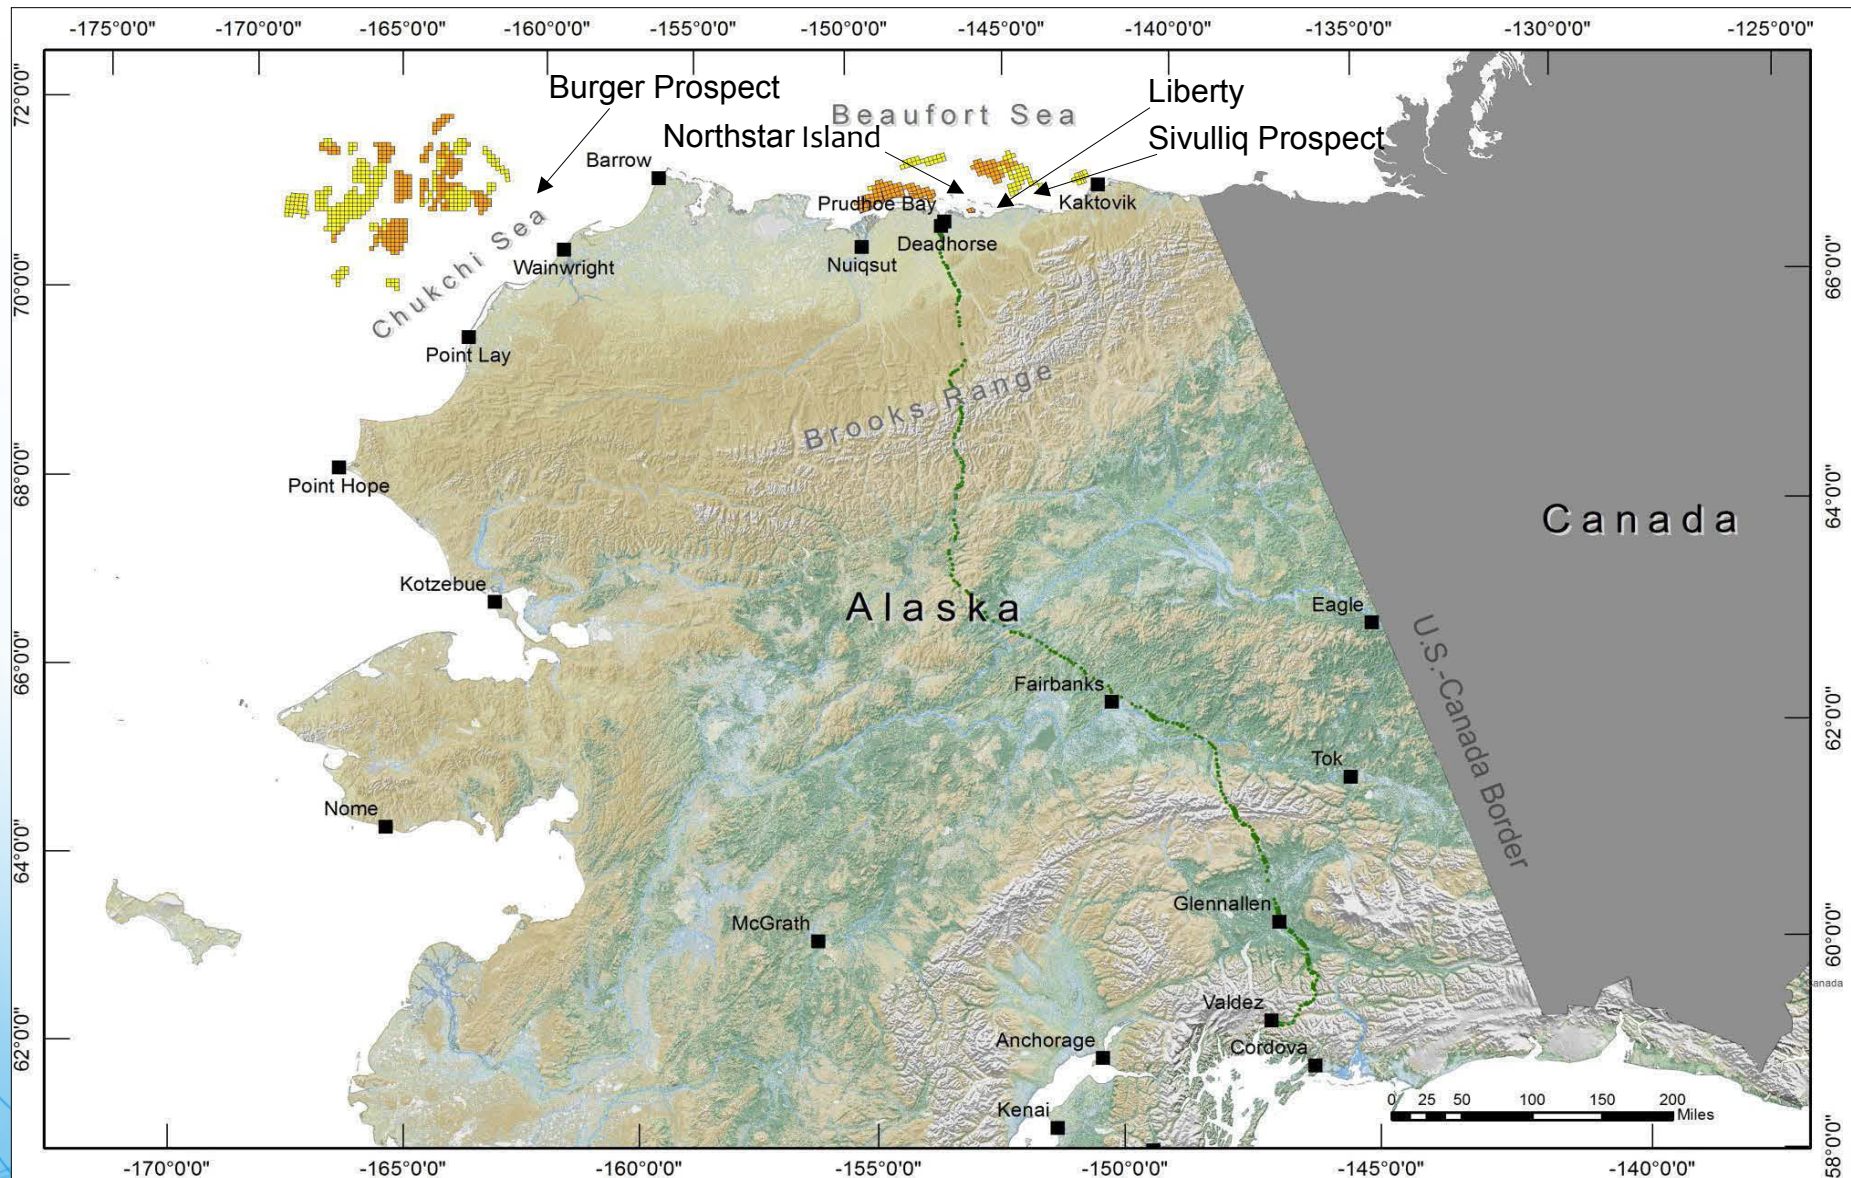 -175°0'0" -170°0'0" -165°0'0" -160°0'0" -155°0'0" -150°0'0" -145°0'0" -140°0'0" -135°0'0" -130°0'0" -125°0'0"
72°0'0"
70°0'0"
68°0'0"
66°0'0"
64°0'0"
62°0'0"
Burger Prospect
Beaufort Sea
Liberty
Northstar Island
Sivulliq Prospect
Barrow
Prudhoe Bay
Kaktovik
Deadhorse
Chukchi Sea
Wainwright
Nuiqsut
Point Lay
Brooks Range
Point Hope
Canada
Kotzebue
Alaska
Eagle
U.S.-Canada Border
Fairbanks
Tok
Nome
Glennallen
McGrath
Canada
Valdez
Anchorage
Cordova
Kenai
0 25 50 100 150 200
Miles
66°0'0"
64°0'0"
62°0'0"
60°0'0"
58°0'0"
-170°0'0" -165°0'0" -160°0'0" -155°0'0" -150°0'0" -145°0'0" -140°0'0"